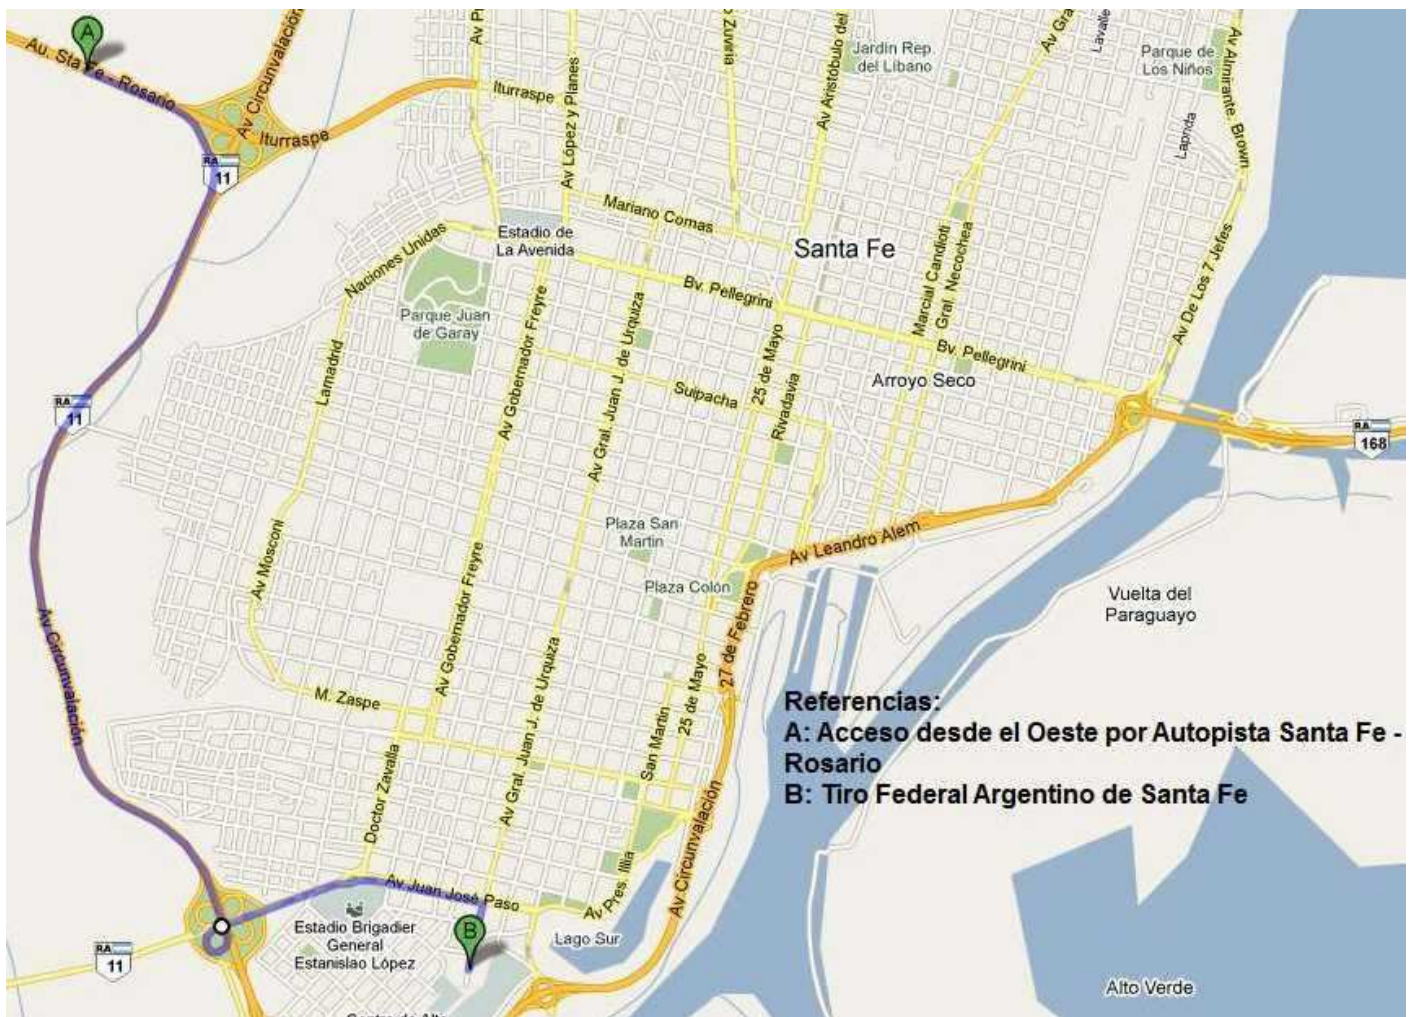 A
Au. Sta Fe - Rosario
Av Circunvalación
Iturraspe
Iturraspe
RA
11
Av López y Planes
Av Aristóbulo del
Jardín Rep.
del Líbano
Av Gra
Lavalle
Parque de
Los Niños
Av Almirante. Brown
Mariano Comas
Estadio de
La Avenida
Santa Fe
Naciones Unidas
Bv. Pellegrini
Parque Juan
de Garay
Marcial Candioti
Gral. Necochea
Av De Los 7 Jefes
Lamadrid
Av Gobernador Freyre
Av Gral. Juan J. de Urquiza
25 de Mayo
Rivadavia
Suipacha
Bv. Pellegrini
Arroyo Seco
RA
11
RA
168
Av Mosconi
Av Gobernador Freyre
Plaza San
Martin
Av Leandro Alem
Plaza Colón
27 de Febrero
Vuelta del
Paraguayo
Av Circunvalación
M. Zaspe
Av Gral. Juan J. de Urquiza
San Martin
25 de Mayo
Referencias:
A: Acceso desde el Oeste por Autopista Santa Fe -
Rosario
B: Tiro Federal Argentino de Santa Fe
Doctor Zavalla
Av Circunvalación
Av Juan José Paso
Av Pres. Illia
Estadio Brigadier
General
Estanislao López
B
Lago Sur
RA
11
Alto Verde